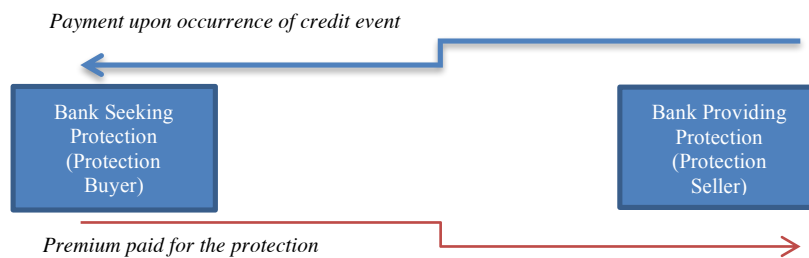 Payment upon occurrence of credit event
Bank Seeking
Protection
(Protection
Buyer)
Bank Providing
Protection
(Protection
Seller)
Premium paid for the protection